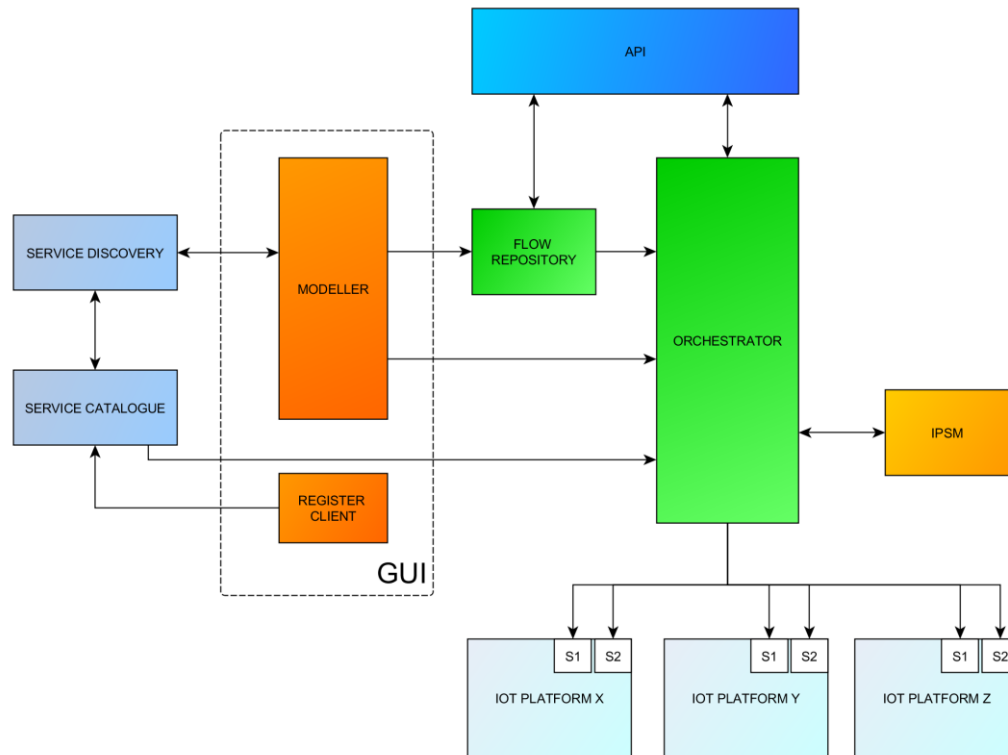 API
SERVICE DISCOVERY
MODELLER
FLOW
REPOSITORY
ORCHESTRATOR
SERVICE CATALOGUE
IPSM
REGISTER
CLIENT
GUI
S1
S2
S1
S2
S1
S2
IOT PLATFORM X
IOT PLATFORM Y
IOT PLATFORM Z